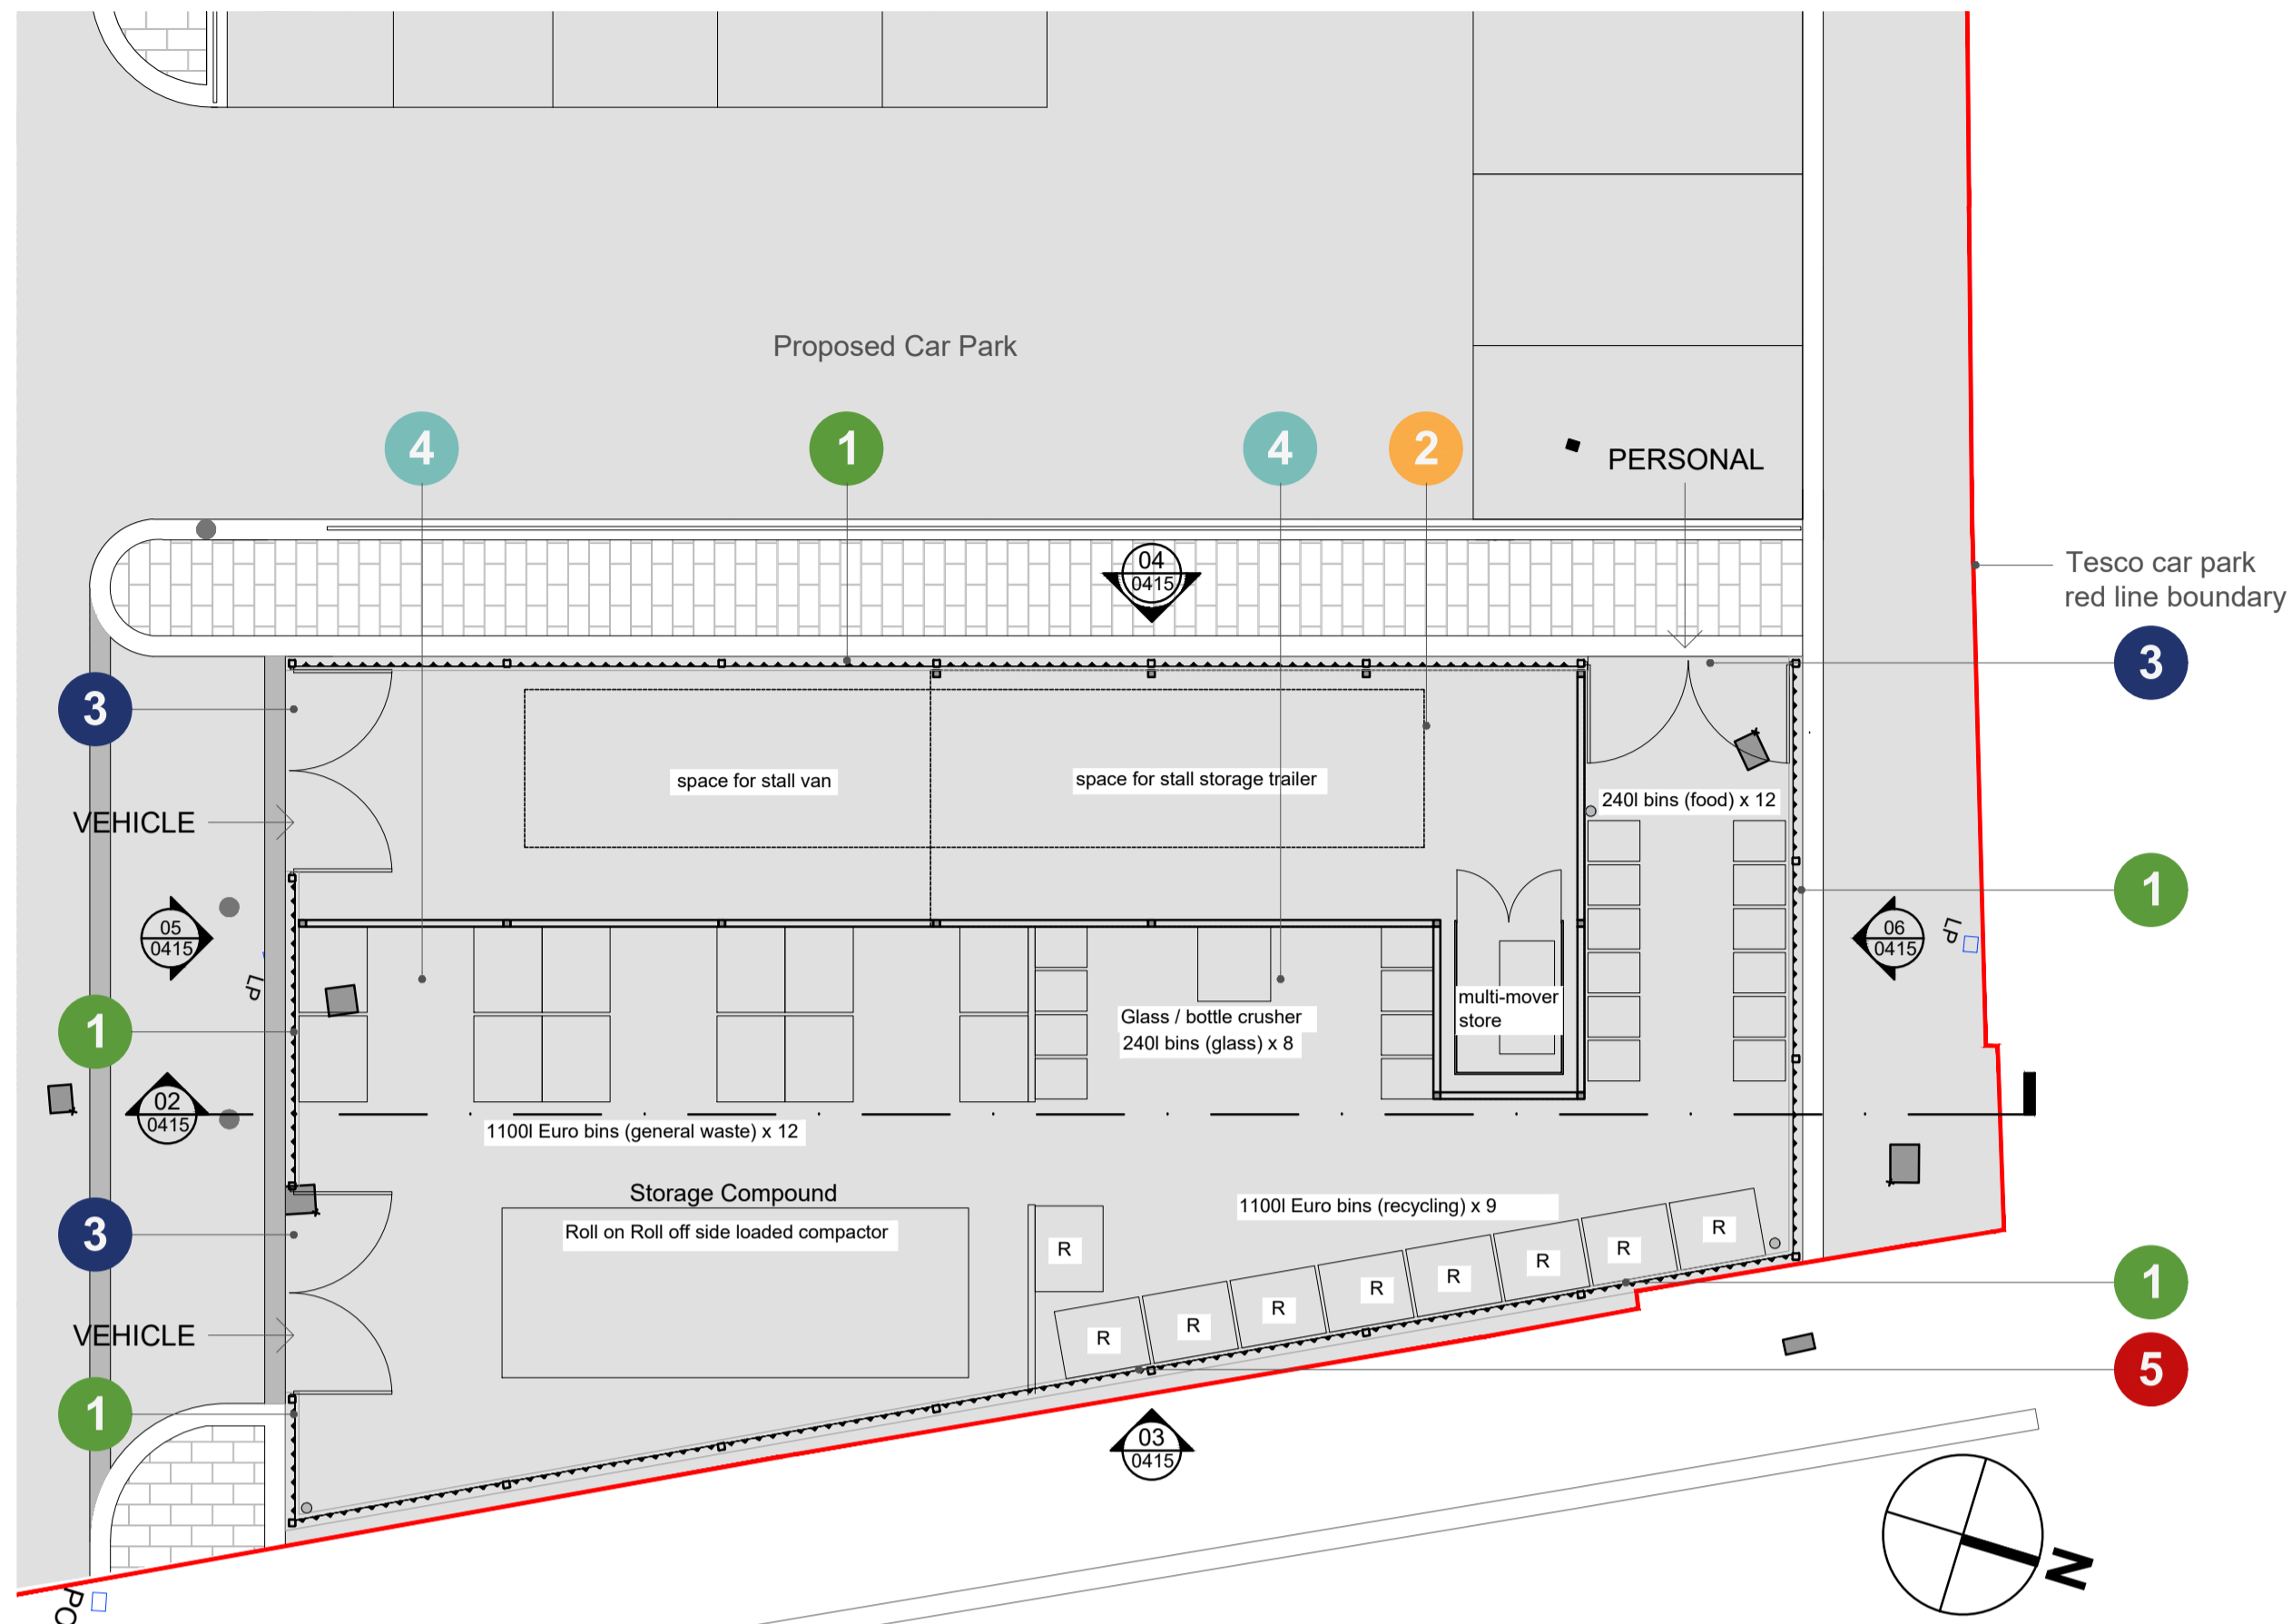 Proposed Car Park
4
1
4
2
PERSONAL
04
0415
Tesco car park
red line boundary
3
3
space for stall van
space for stall storage trailer
240l bins (food) x 12
VEHICLE
1
05
0415
06
0415
LP
LP
multi-mover
store
Glass / bottle crusher
240l bins (glass) x 8
1
02
0415
1100l Euro bins (general waste) x 12
Storage Compound
1100l Euro bins (recycling) x 9
3
Roll on Roll off side loaded compactor
R
R
R
R
R
R
R
R
R
1
VEHICLE
5
1
03
0415
N
PO